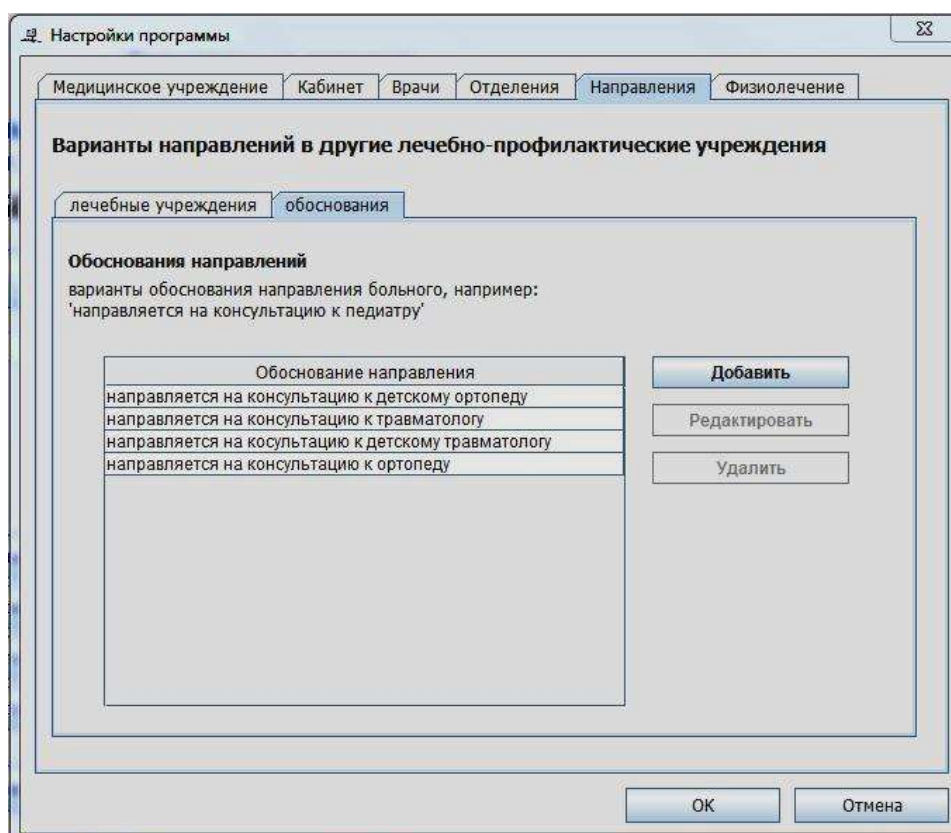 Настройки программы
Медицинское учреждение Кабинет Врачи Отделения Направления Физиолечение
Варианты направлений в другие лечебно-профилактические учреждения
лечебные учреждения обоснования
Обоснования направлений
варианты обоснования направления больного, например:
'направляется на консультацию к педиатру'
Обоснование направления
направляется на консультацию к детскому ортопеду
направляется на консультацию к травматологу
направляется на косультацию к детскому травматологу
направляется на консультацию к ортопеду
Добавить
Редактировать
Удалить
OK Отмена